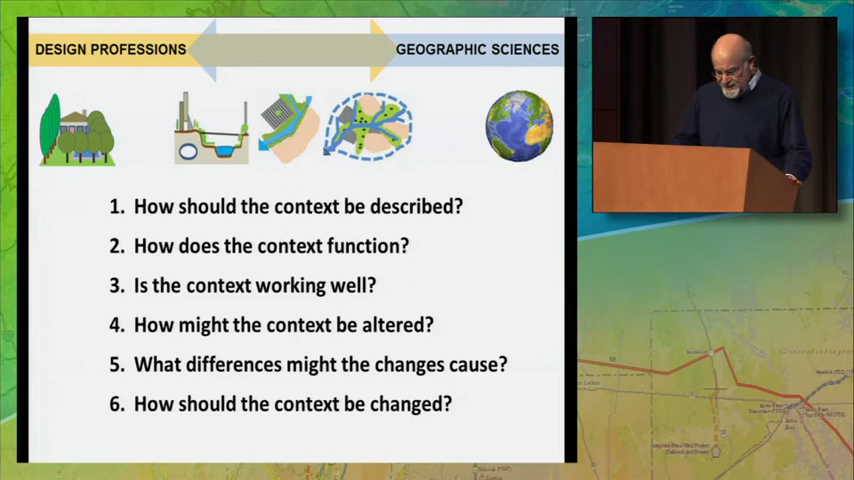 DESIGN PROFESSIONS
GEOGRAPHIC SCIENCES
1. How should the context be described?
2. How does the context function?
3. Is the context working well?
4. How might the context be altered?
5. What differences might the changes cause?
6. How should the context be changed?